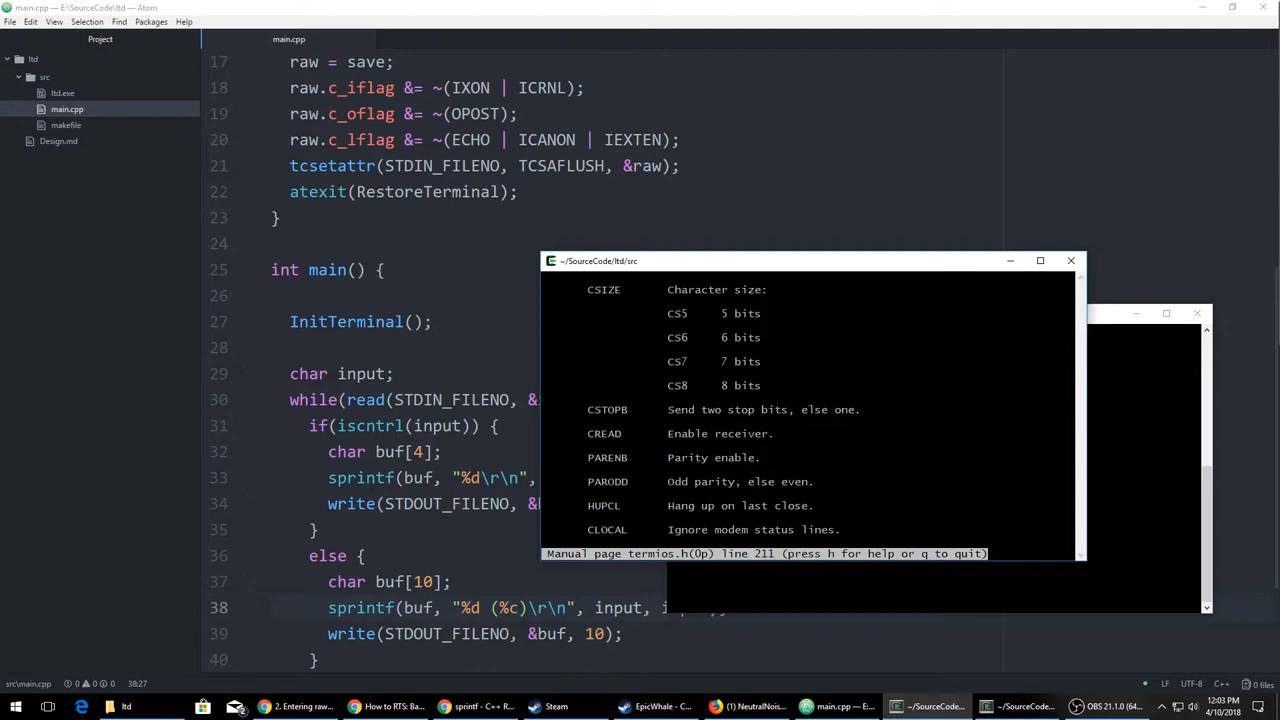 main.cpp — E:\SourceCode\ltd — Atom
File Edit View Selection Find Packages Help
Project
main.cpp
ltd
src
ltd.exe
main.cpp
makefile
Design.md
17 raw = save;
18 raw.c_iflag &= ~(IXON | ICRNL);
19 raw.c_oflag &= ~(OPOST);
20 raw.c_lflag &= ~(ECHO | ICANON | IEXTEN);
21 tcsetattr(STDIN_FILENO, TCSAFLUSH, &raw);
22 atexit(RestoreTerminal);
23 }
24
25 int main() {
26
27 InitTerminal();
28
29 char input;
30 while(read(STDIN_FILENO, &
31 if(iscntrl(input)) {
32 char buf[4];
33 sprintf(buf, "%d\r\n",
34 write(STDOUT_FILENO, &b
35 }
36 else {
37 char buf[10];
38 sprintf(buf, "%d (%c)\r\n", input, i
39 write(STDOUT_FILENO, &buf, 10);
40 }
~/SourceCode/ltd/src
CSIZE Character size:
CS5 5 bits
CS6 6 bits
CS7 7 bits
CS8 8 bits
CSTOPB Send two stop bits, else one.
CREAD Enable receiver.
PARENB Parity enable.
PARODD Odd parity, else even.
HUPCL Hang up on last close.
CLOCAL Ignore modem status lines.
Manual page termios.h(0p) line 211 (press h for help or q to quit)
src\main.cpp 0 0 0 38:27 LF UTF-8 C++ 0 files
ltd 2 2. Entering raw... How to RTS: Ba... sprintf - C++ R... Steam EpicWhale - C... (1) NeutralNois... main.cpp — E:... ~/SourceCode... ~/SourceCode... OBS 21.1.0 (64... 12:03 PM
4/10/2018